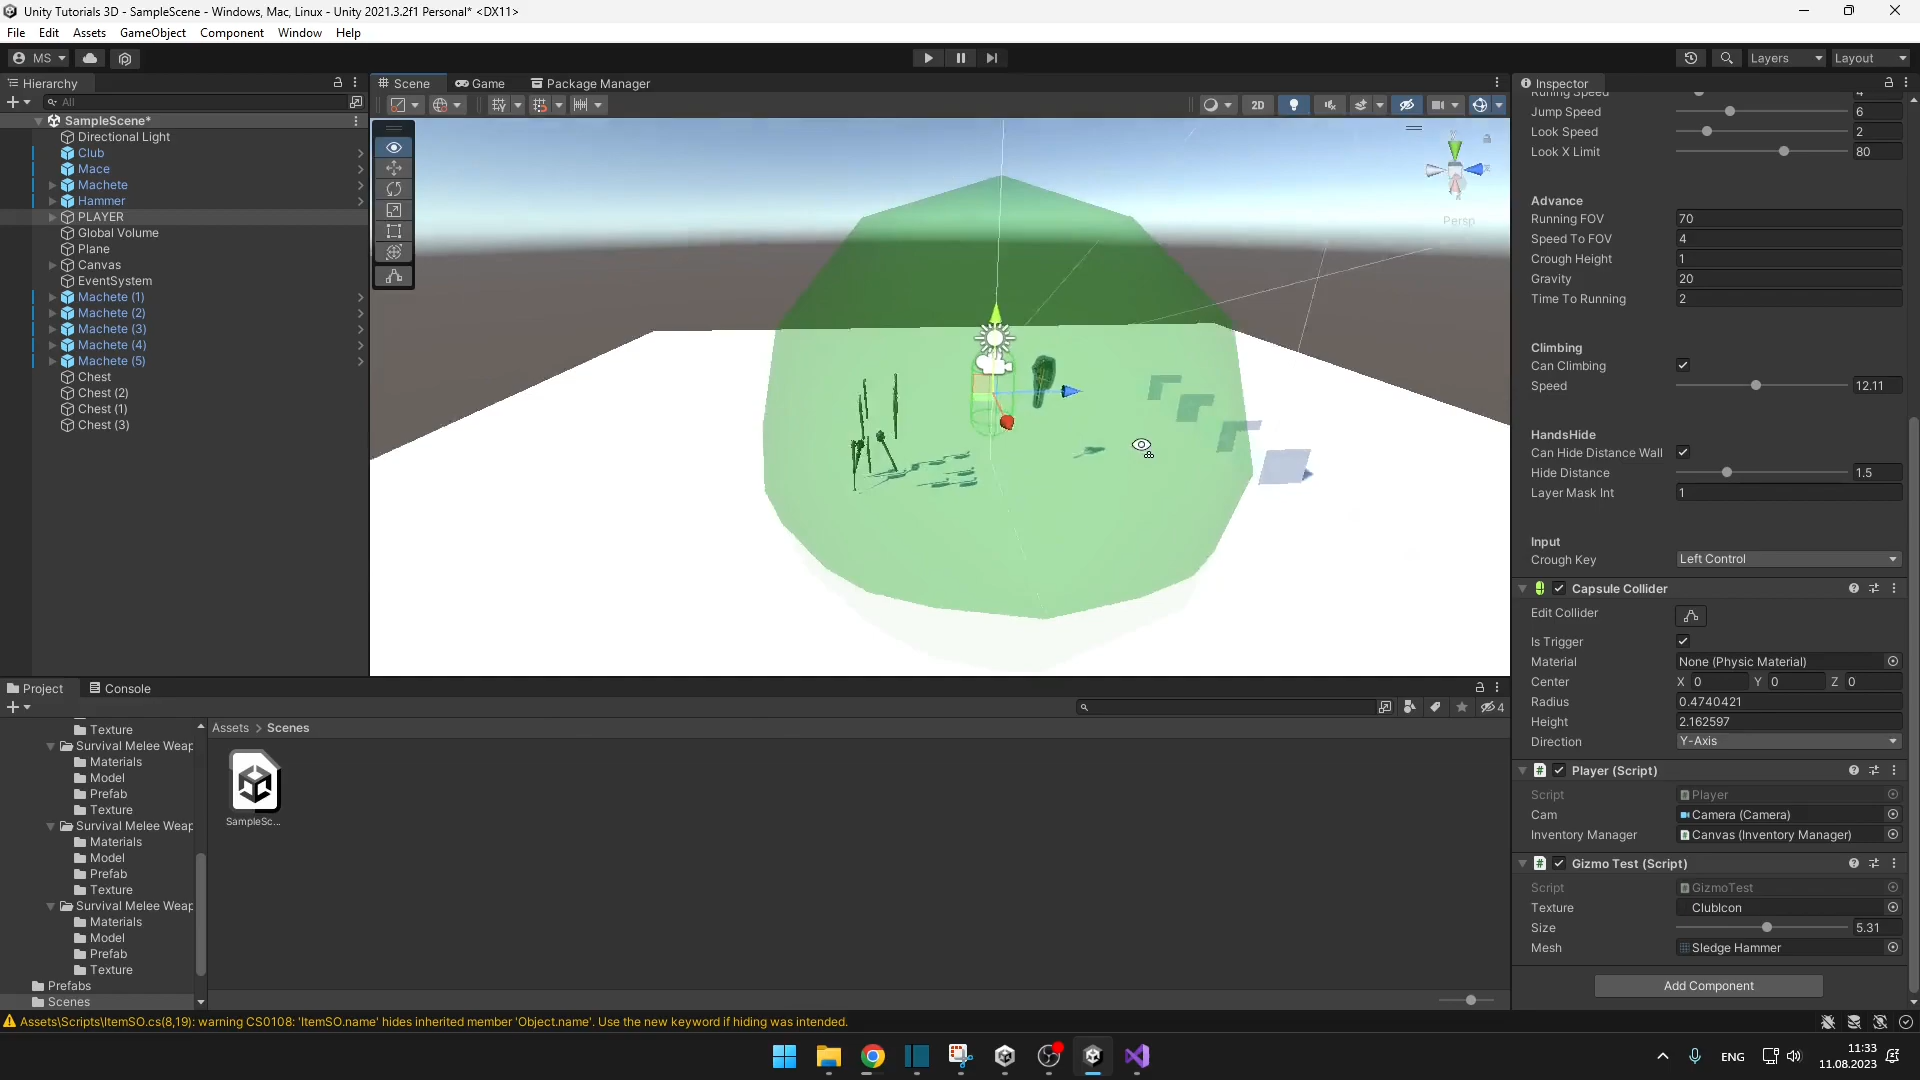 Unity Tutorials 3D - SampleScene - Windows, Mac, Linux - Unity 2021.3.2f1 Personal* <DX11>
File Edit Assets GameObject Component Window Help
MS Layers Layout
Hierarchy
All
SampleScene*
Directional Light
Club
Mace
Machete
Hammer
PLAYER
Global Volume
Plane
Canvas
EventSystem
Machete (1)
Machete (2)
Machete (3)
Machete (4)
Machete (5)
Chest
Chest (2)
Chest (1)
Chest (3)
Scene Game Package Manager
2D
Persp
Inspector
Runing Speed 4
Jump Speed 6
Look Speed 2
Look X Limit 80
Advance
Running FOV 70
Speed To FOV 4
Crough Height 1
Gravity 20
Time To Running 2
Climbing
Can Climbing
Speed 12.11
HandsHide
Can Hide Distance Wall
Hide Distance 1.5
Layer Mask Int 1
Input
Crough Key Left Control
Capsule Collider
Edit Collider
Is Trigger
Material None (Physic Material)
Center X 0 Y 0 Z 0
Radius 0.4740421
Height 2.162597
Direction Y-Axis
Player (Script)
Script Player
Cam Camera (Camera)
Inventory Manager Canvas (Inventory Manager)
Gizmo Test (Script)
Script GizmoTest
Texture ClubIcon
Size 5.31
Mesh Sledge Hammer
Add Component
Project Console
4
Texture
Survival Melee Weap
Materials
Model
Prefab
Texture
Survival Melee Weap
Materials
Model
Prefab
Texture
Survival Melee Weap
Materials
Model
Prefab
Texture
Prefabs
Scenes
Assets > Scenes
SampleSc...
Assets\Scripts\ItemSO.cs(8,19): warning CS0108: 'ItemSO.name' hides inherited member 'Object.name'. Use the new keyword if hiding was intended.
ENG
11:33
11.08.2023